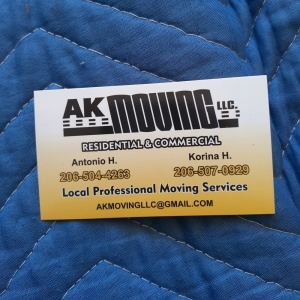 AK MOVING LLC.
RESIDENTIAL & COMMERCIAL
Antonio H. Korina H.
206-504-4263 206-507-0929
Local Professional Moving Services
AKMOVINGLLC@GMAIL.COM